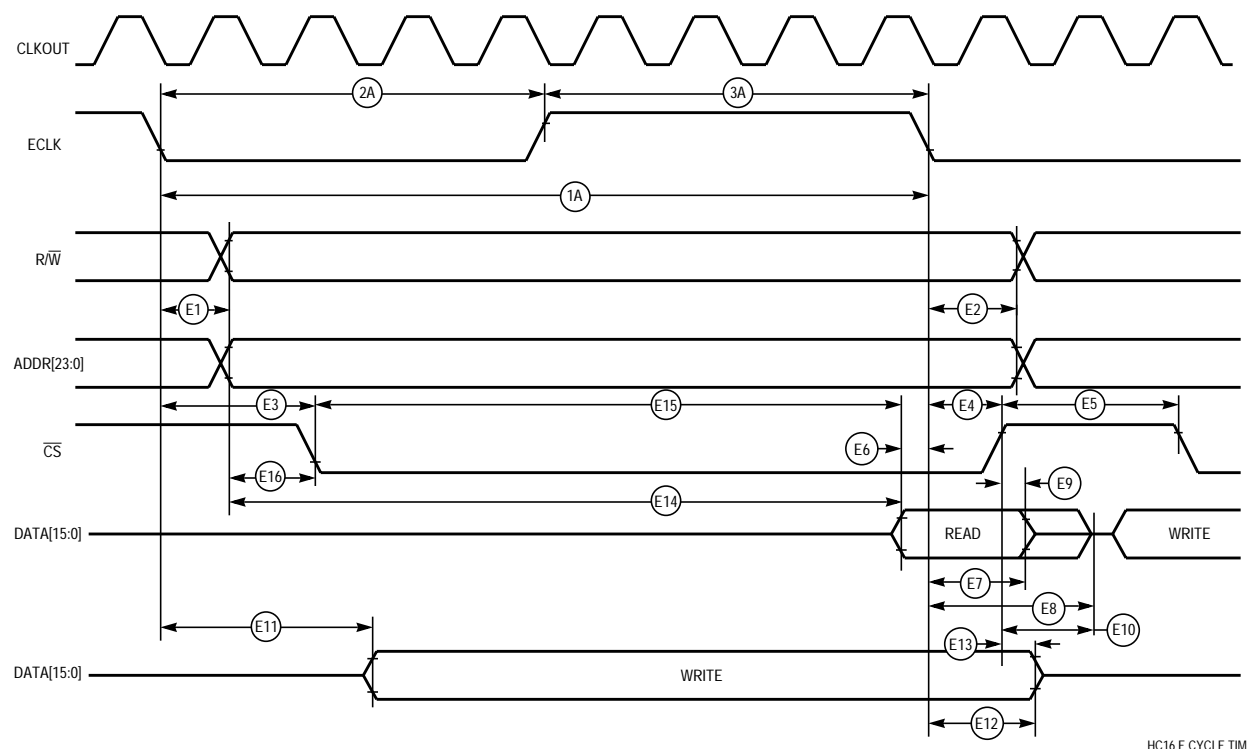 CLKOUT
2A
3A
ECLK
1A
R/W̅
E1
E2
ADDR[23:0]
E3
E15
E4
E5
C̅S̅
E6
E16
E9
E14
DATA[15:0]
READ
WRITE
E7
E8
E11
E13
E10
DATA[15:0]
WRITE
E12
HC16 E CYCLE TIM